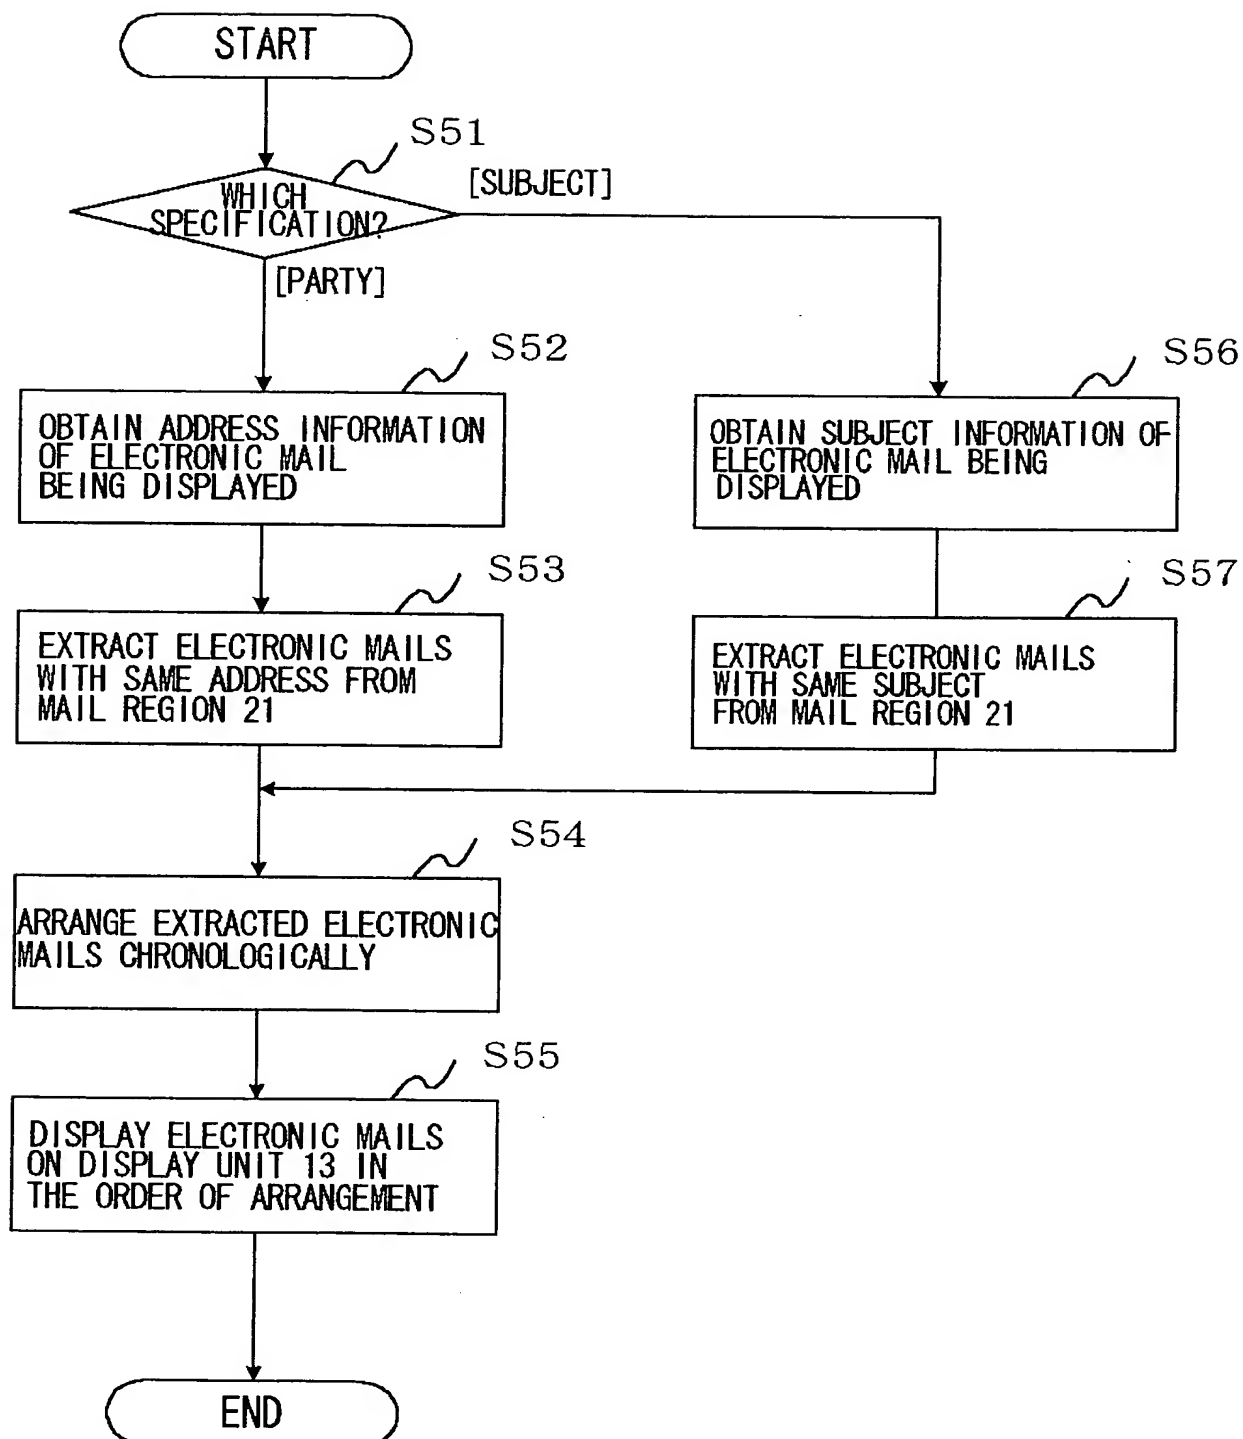 START
S51
WHICH
SPECIFICATION?
[SUBJECT]
[PARTY]
S52
OBTAIN ADDRESS INFORMATION
OF ELECTRONIC MAIL
BEING DISPLAYED
S56
OBTAIN SUBJECT INFORMATION OF
ELECTRONIC MAIL BEING
DISPLAYED
S53
EXTRACT ELECTRONIC MAILS
WITH SAME ADDRESS FROM
MAIL REGION 21
S57
EXTRACT ELECTRONIC MAILS
WITH SAME SUBJECT
FROM MAIL REGION 21
S54
ARRANGE EXTRACTED ELECTRONIC
MAILS CHRONOLOGICALLY
S55
DISPLAY ELECTRONIC MAILS
ON DISPLAY UNIT 13 IN
THE ORDER OF ARRANGEMENT
END